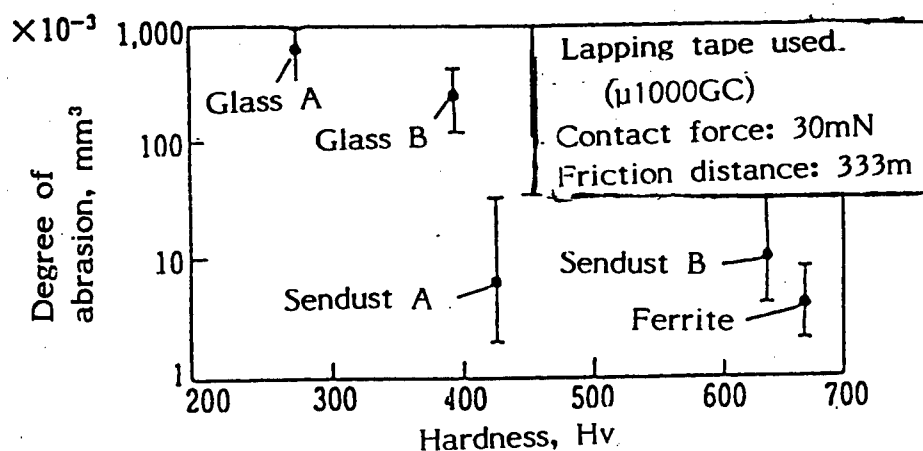 ×10⁻³
1,000
100
10
1
Degree of
abrasion, mm³
Glass A
Glass B
Sendust A
Sendust B
Ferrite
Lapping tape used.
(μ1000GC)
Contact force: 30mN
Friction distance: 333m
200 300 400 500 600 700
Hardness, Hv